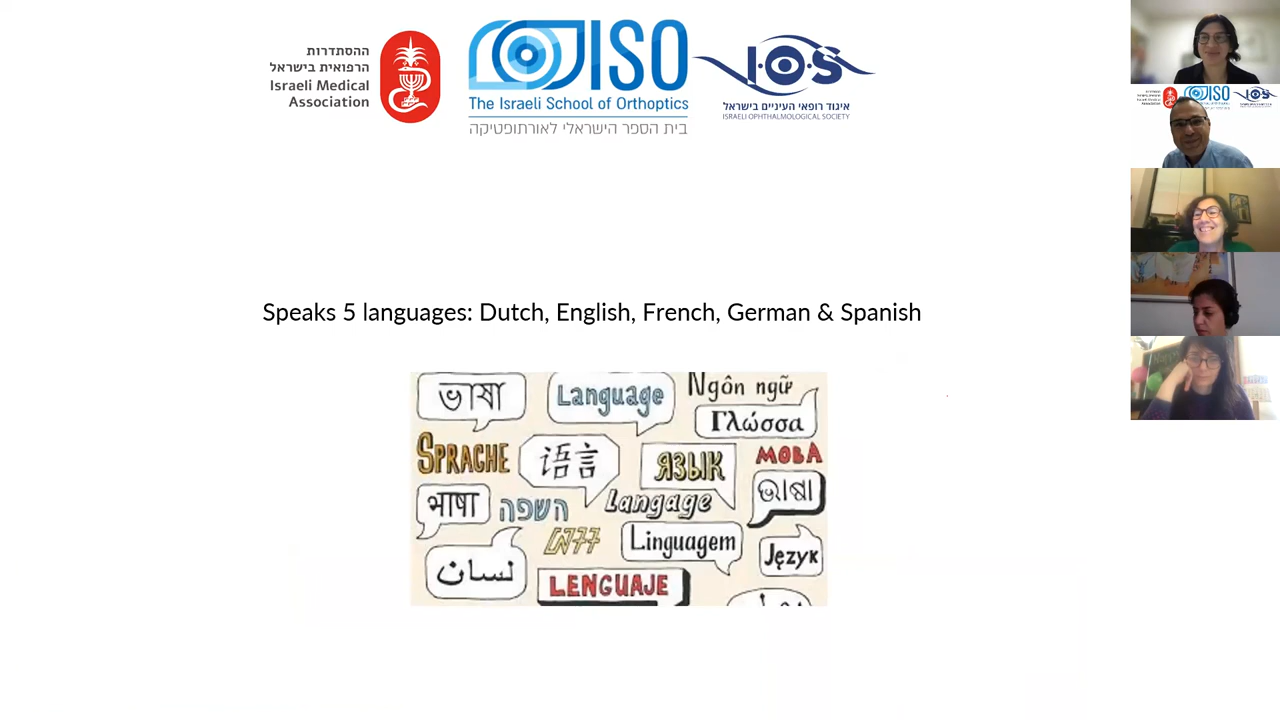 ההסתדרות
הרפואית בישראל
Israeli Medical
Association
ISO
The Israeli School of Orthoptics
בית הספר הישראלי לאורתופטיקה
I.O.S
איגוד רופאי העיניים בישראל
ISRAELI OPHTHALMOLOGICAL SOCIETY
Speaks 5 languages: Dutch, English, French, German & Spanish
ভাষা
Language
Ngôn ngữ
Γλώσσα
SPRACHE
语言
ЯЗЫК
МОВА
भाषा
השפה
Langage
ଭାଷା
Linguagem
Język
لسان
LENGUAJE
ISO